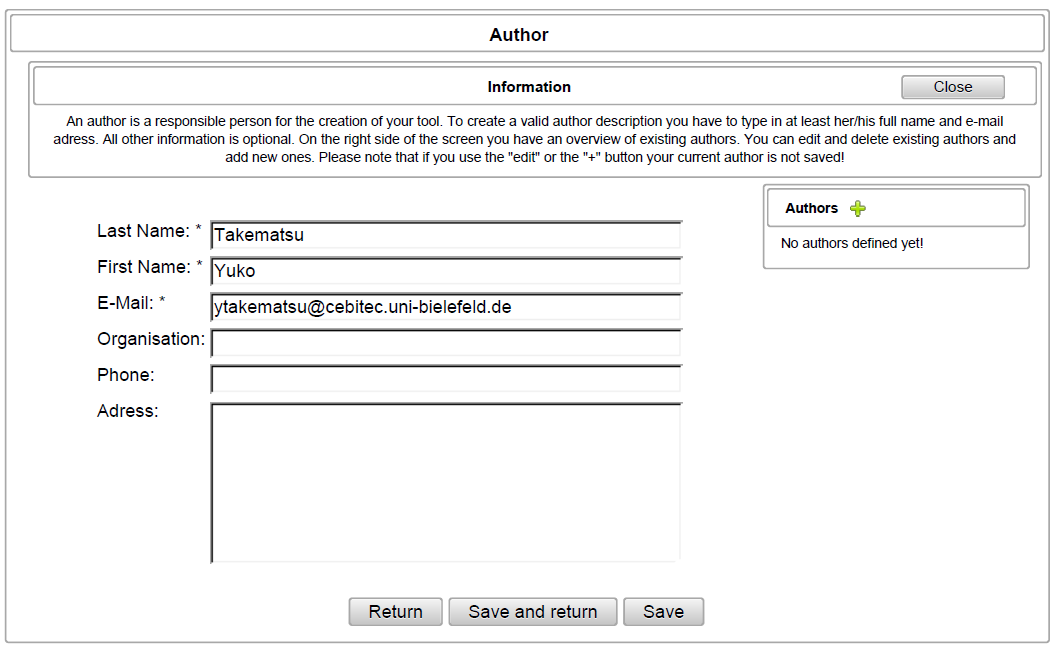 Author
Information
Close
An author is a responsible person for the creation of your tool. To create a valid author description you have to type in at least her/his full name and e-mail
adress. All other information is optional. On the right side of the screen you have an overview of existing authors. You can edit and delete existing authors and
add new ones. Please note that if you use the "edit" or the "+" button your current author is not saved!
Authors
No authors defined yet!
Last Name: * Takematsu
First Name: * Yuko
E-Mail: * ytakematsu@cebitec.uni-bielefeld.de
Organisation:
Phone:
Adress:
Return Save and return Save